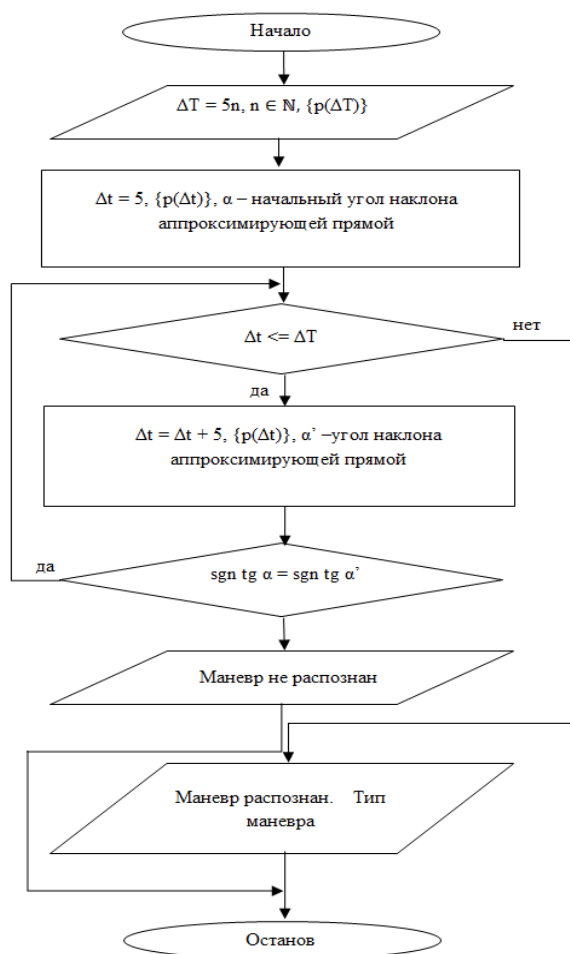 Начало
ΔT = 5n, n ∈ ℕ, {p(ΔT)}
Δt = 5, {p(Δt)}, α – начальный угол наклона
аппроксимирующей прямой
Δt <= ΔT
нет
да
Δt = Δt + 5, {p(Δt)}, α’ –угол наклона
аппроксимирующей прямой
да
sgn tg α = sgn tg α’
Маневр не распознан
Маневр распознан. Тип
маневра
Останов